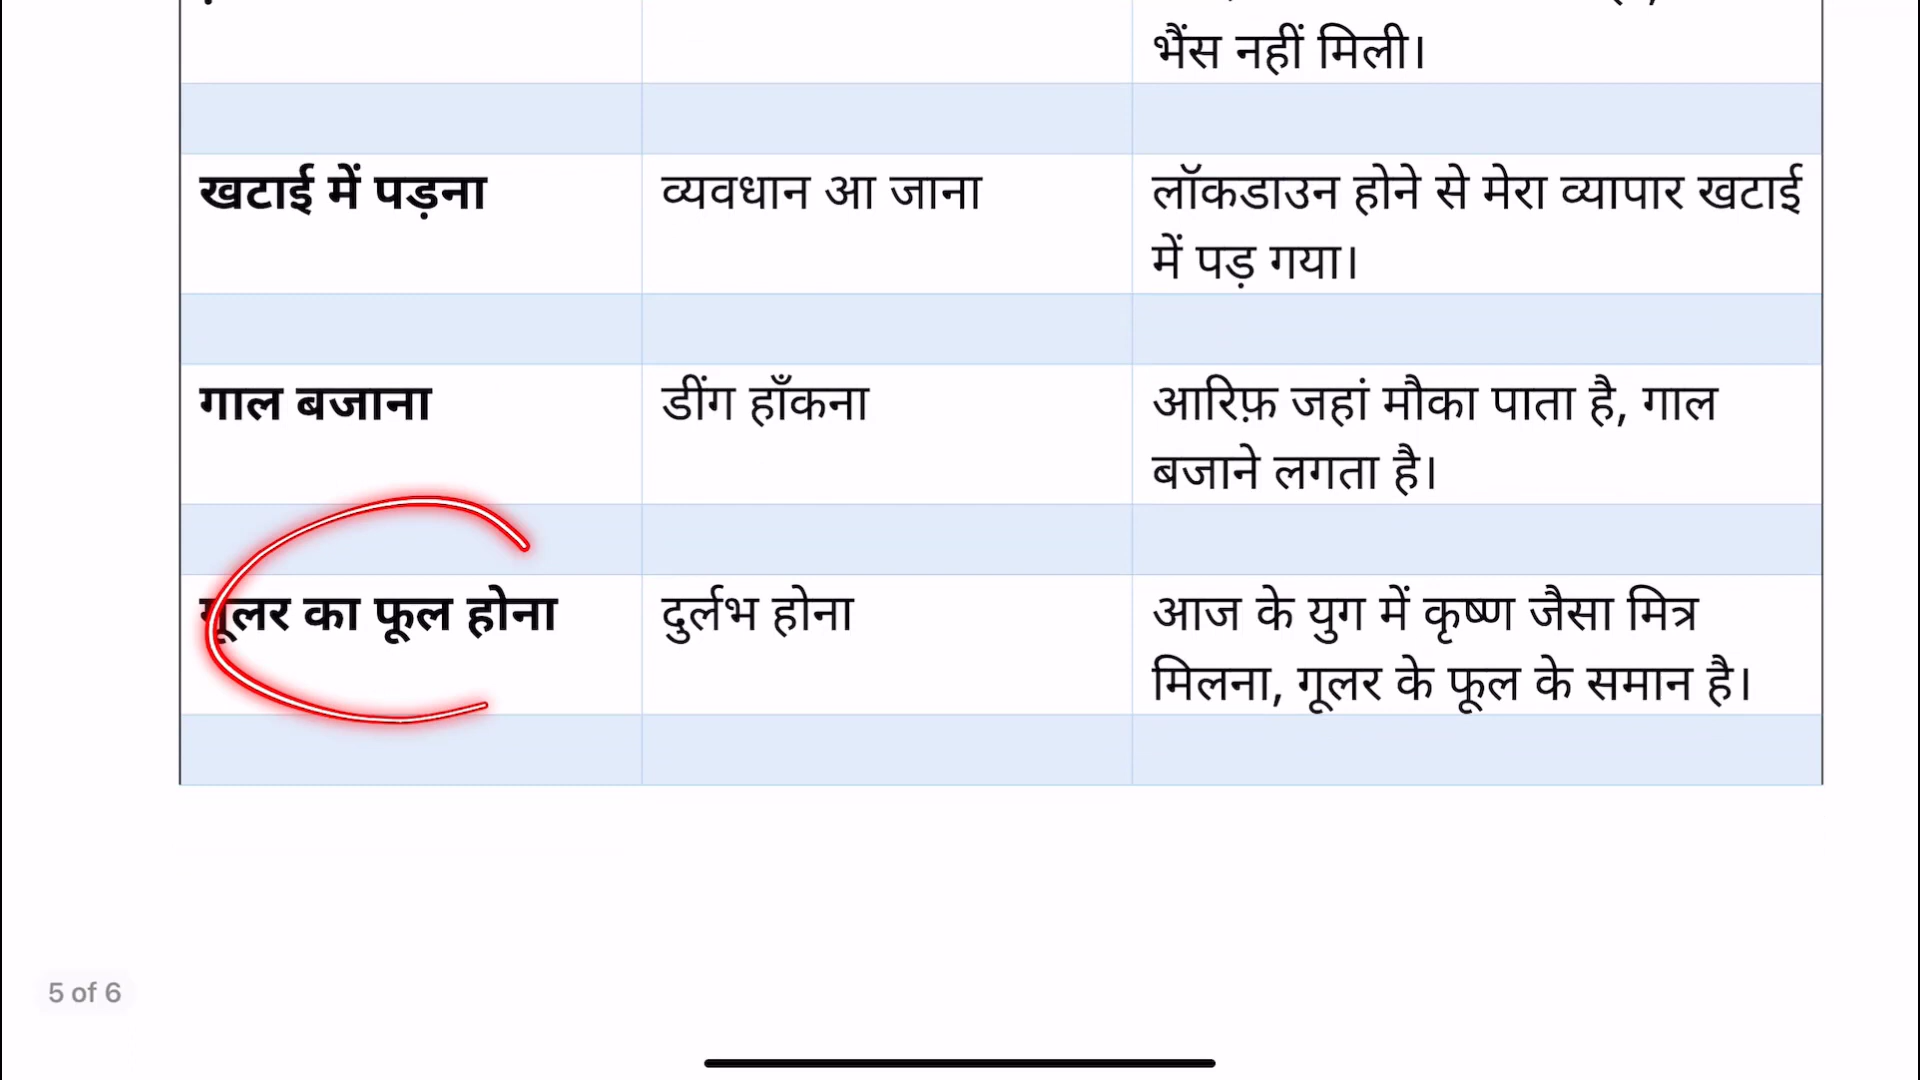 भैंस नहीं मिली।
खटाई में पड़ना
व्यवधान आ जाना
लॉकडाउन होने से मेरा व्यापार खटाई
में पड़ गया।
गाल बजाना
डींग हाँकना
आरिफ़ जहां मौका पाता है, गाल
बजाने लगता है।
गूलर का फूल होना
दुर्लभ होना
आज के युग में कृष्ण जैसा मित्र
मिलना, गूलर के फूल के समान है।
5 of 6